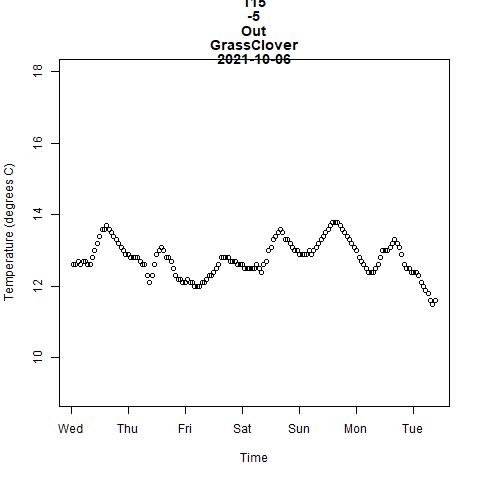 T15
-5
Out
GrassClover
2021-10-06
Temperature (degrees C)
18
16
14
12
10
Wed Thu Fri Sat Sun Mon Tue
Time